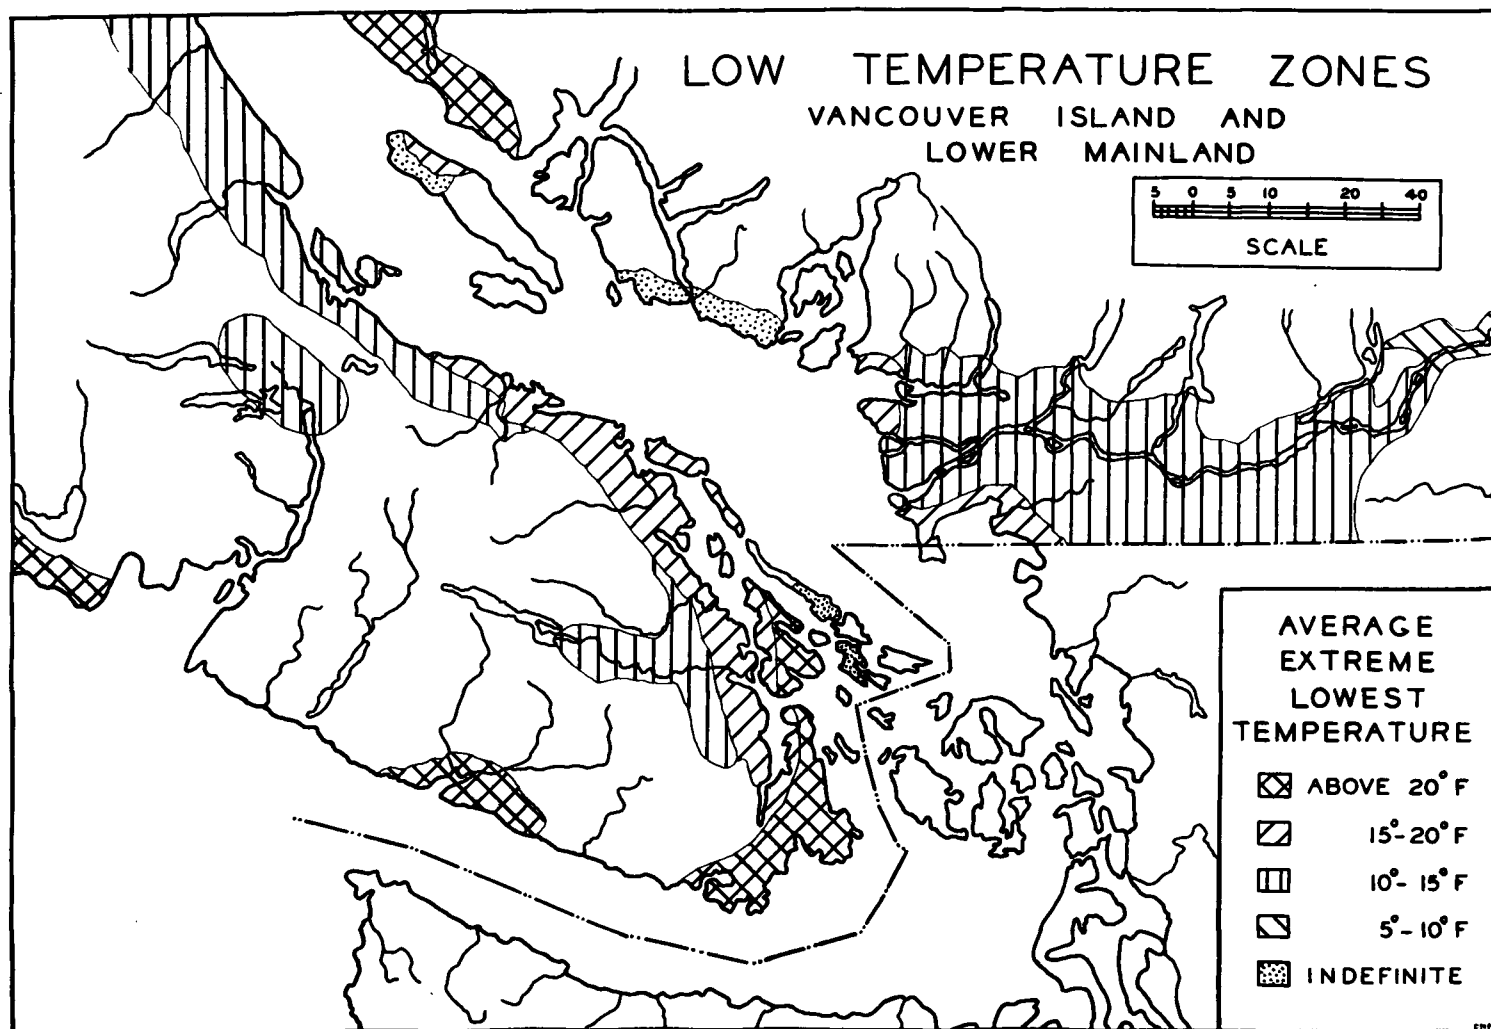 LOW TEMPERATURE ZONES
VANCOUVER ISLAND AND
LOWER MAINLAND
5 0 5 10 20 40
SCALE
AVERAGE
EXTREME
LOWEST
TEMPERATURE
ABOVE 20° F
15°-20° F
10°-15° F
5°-10° F
INDEFINITE